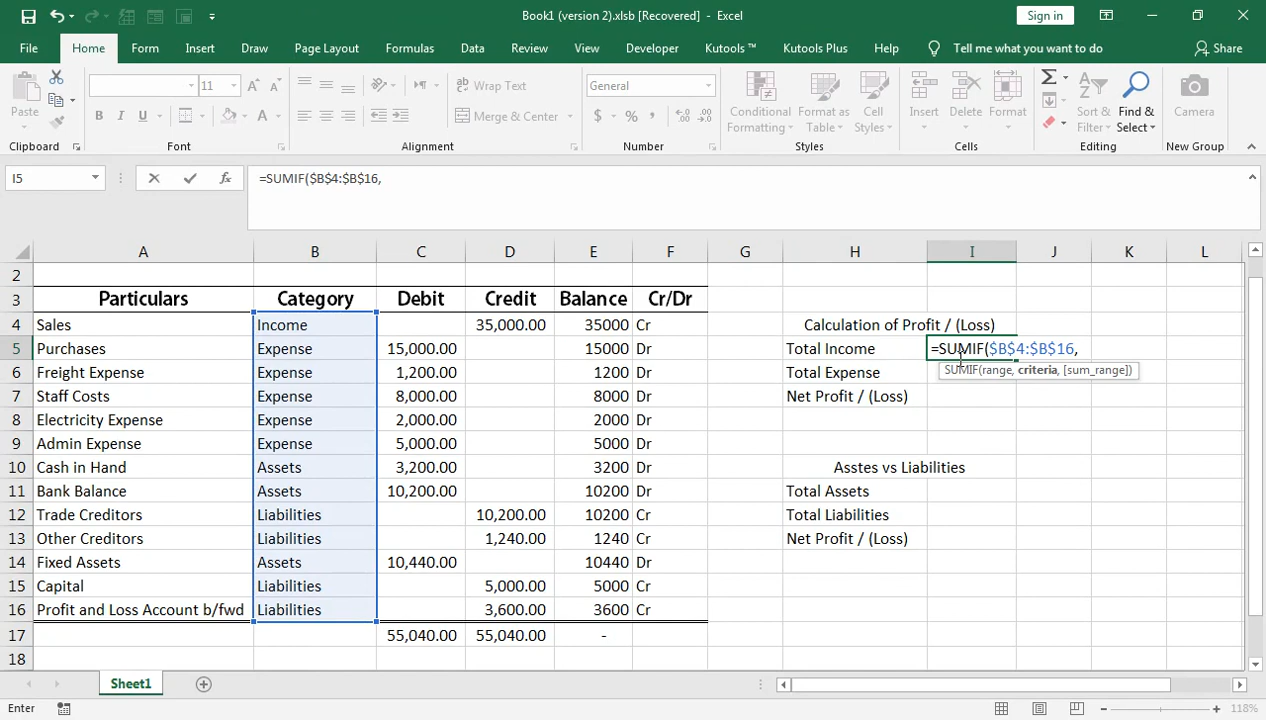 Book1 (version 2).xlsb [Recovered] - Excel
Sign in
File Home Form Insert Draw Page Layout Formulas Data Review View Developer Kutools ™ Kutools Plus Help Tell me what you want to do Share
Paste
11
A A
Wrap Text
General
B I U A
Merge & Center
$ %
Conditional Formatting
Format as Table
Cell Styles
Insert
Delete
Format
Sort & Filter
Find & Select
Camera
Clipboard Font Alignment Number Styles Cells Editing New Group
I5 fx =SUMIF($B$4:$B$16,
A B C D E F G H I J K L
2
3 Particulars Category Debit Credit Balance Cr/Dr
4 Sales Income 35,000.00 35000 Cr Calculation of Profit / (Loss)
5 Purchases Expense 15,000.00 15000 Dr Total Income =SUMIF($B$4:$B$16,
SUMIF(range, criteria, [sum_range])
6 Freight Expense Expense 1,200.00 1200 Dr Total Expense
7 Staff Costs Expense 8,000.00 8000 Dr Net Profit / (Loss)
8 Electricity Expense Expense 2,000.00 2000 Dr
9 Admin Expense Expense 5,000.00 5000 Dr
10 Cash in Hand Assets 3,200.00 3200 Dr Asstes vs Liabilities
11 Bank Balance Assets 10,200.00 10200 Dr Total Assets
12 Trade Creditors Liabilities 10,200.00 10200 Cr Total Liabilities
13 Other Creditors Liabilities 1,240.00 1240 Cr Net Profit / (Loss)
14 Fixed Assets Assets 10,440.00 10440 Dr
15 Capital Liabilities 5,000.00 5000 Cr
16 Profit and Loss Account b/fwd Liabilities 3,600.00 3600 Cr
17 55,040.00 55,040.00 -
18
Sheet1
Enter 118%